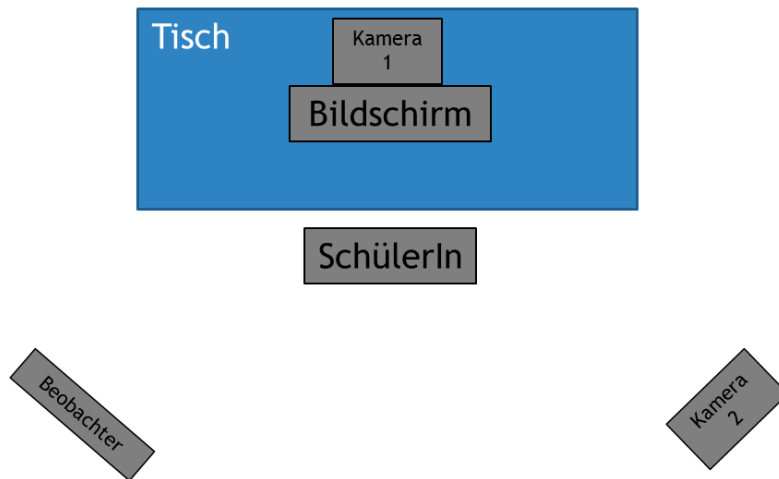 Tisch
Kamera
1
Bildschirm
SchülerIn
Beobachter
Kamera
2